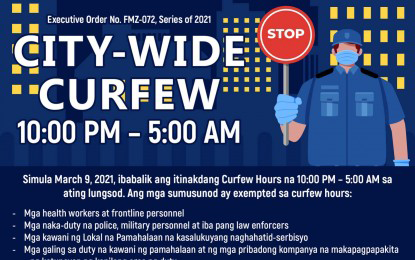 Executive Order No. FMZ-072, Series of 2021
CITY-WIDE
CURFEW
10:00 PM – 5:00 AM
STOP
Simula March 9, 2021, ibabalik ang itinakdang Curfew Hours na 10:00 PM – 5:00 AM sa
ating lungsod. Ang mga sumusunod ay exempted sa curfew hours:
- Mga health workers at frontline personnel
- Mga naka-duty na police, military personnel at iba pang law enforcers
- Mga kawani ng Lokal na Pamahalaan na kasalukuyang naghahatid-serbisyo
- Mga galing sa duty na kawani ng pamahalaan at ng mga pribadong kompanya na makapagpapakita